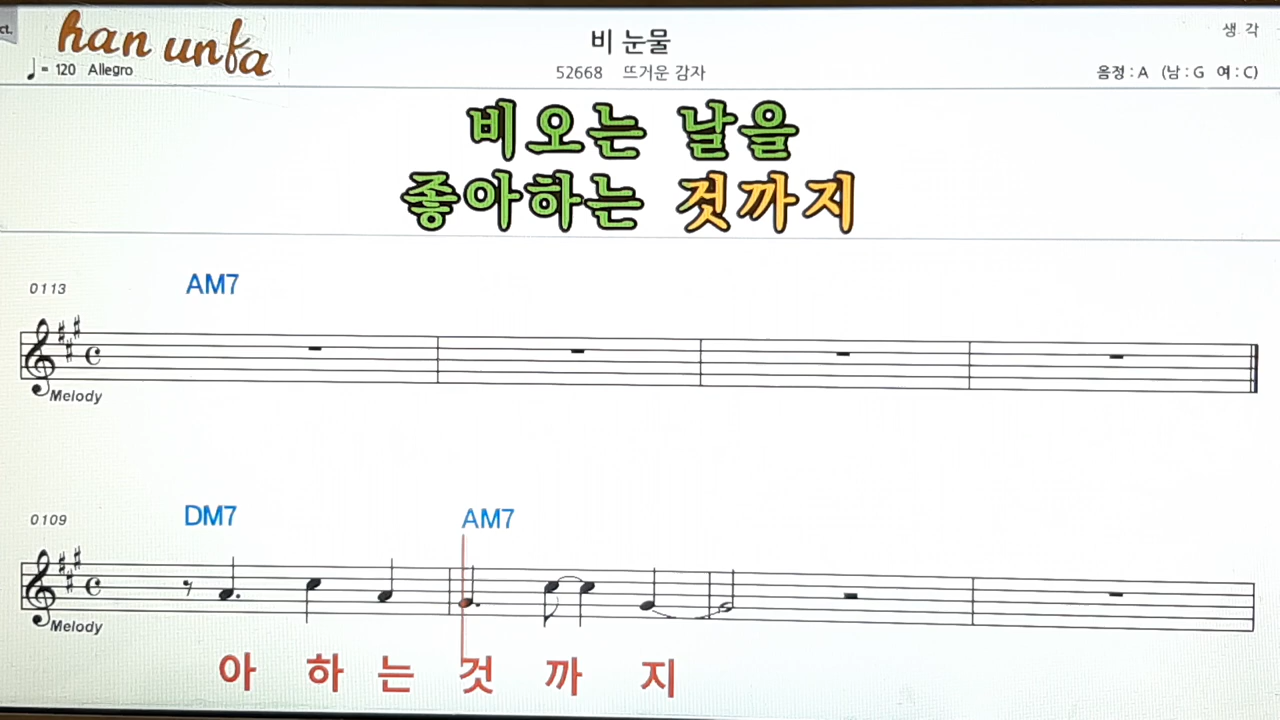 ct.
han unfa
♩= 120 Allegro
비 눈물
52668 뜨거운 감자
생 각
음정 : A (남 : G 여 : C)
비오는 날을
좋아하는 것까지
0113
AM7
Melody
0109
DM7 AM7
Melody
아 하 는 것 까 지